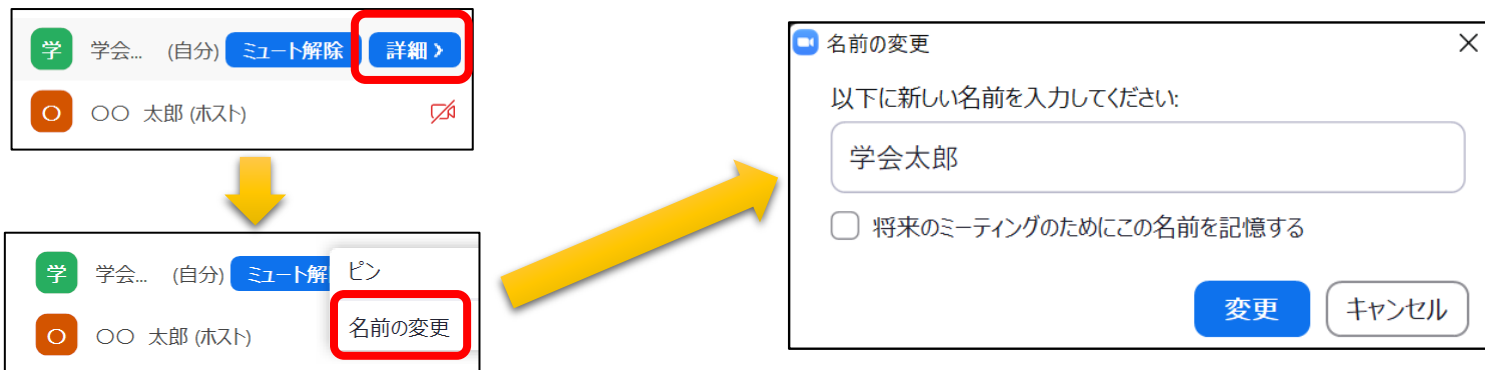 学 学会... (自分) ミュート解除 詳細 >
〇 〇〇 太郎 (ホスト)
学 学会... (自分) ミュート解 ピン
名前の変更
〇 〇〇 太郎 (ホスト)
名前の変更
以下に新しい名前を入力してください:
学会太郎
将来のミーティングのためにこの名前を記憶する
変更 キャンセル